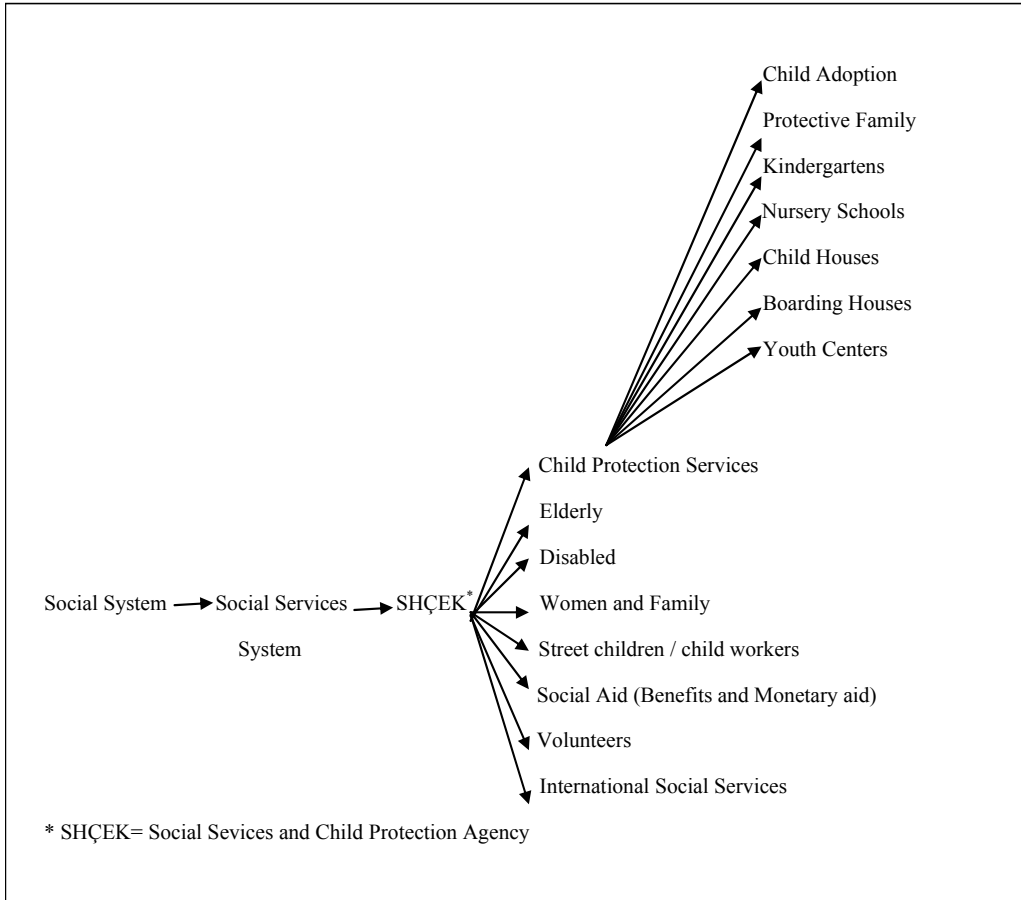 Child Adoption
Protective Family
Kindergartens
Nursery Schools
Child Houses
Boarding Houses
Youth Centers
Child Protection Services
Elderly
Disabled
Social System
Social Services
System
SHÇEK*
Women and Family
Street children / child workers
Social Aid (Benefits and Monetary aid)
Volunteers
International Social Services
* SHÇEK= Social Sevices and Child Protection Agency